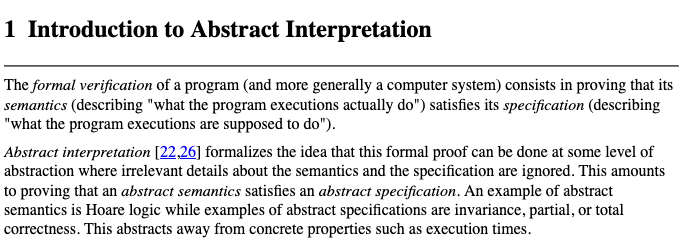 1 Introduction to Abstract Interpretation
The formal verification of a program (and more generally a computer system) consists in proving that its
semantics (describing "what the program executions actually do") satisfies its specification (describing
"what the program executions are supposed to do").
Abstract interpretation [22,26] formalizes the idea that this formal proof can be done at some level of
abstraction where irrelevant details about the semantics and the specification are ignored. This amounts
to proving that an abstract semantics satisfies an abstract specification. An example of abstract
semantics is Hoare logic while examples of abstract specifications are invariance, partial, or total
correctness. This abstracts away from concrete properties such as execution times.